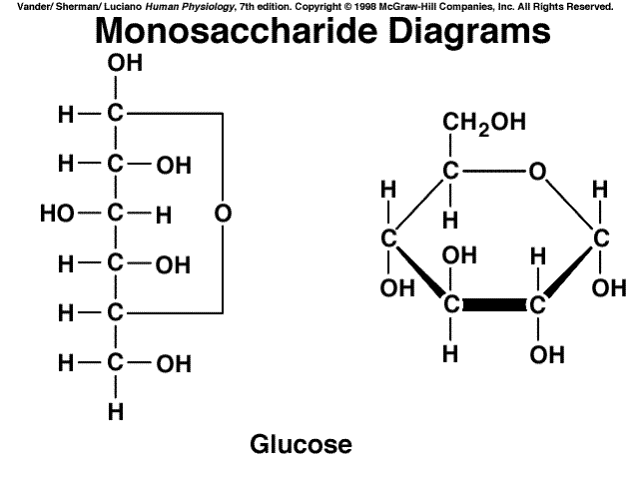 Vander/ Sherman/ Luciano Human Physiology, 7th edition. Copyright © 1998 McGraw-Hill Companies, Inc. All Rights Reserved.
Monosaccharide Diagrams
OH
H C
H C OH
HO C H O
H C OH
H C
H C OH
H
CH2OH
C O
H H H
C C
OH H
OH OH
C C
H OH
Glucose